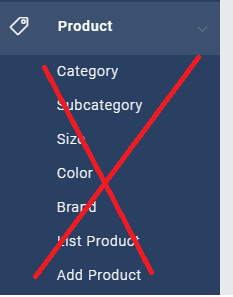 Product
Category
Subcategory
Size
Color
Brand
List Product
Add Product